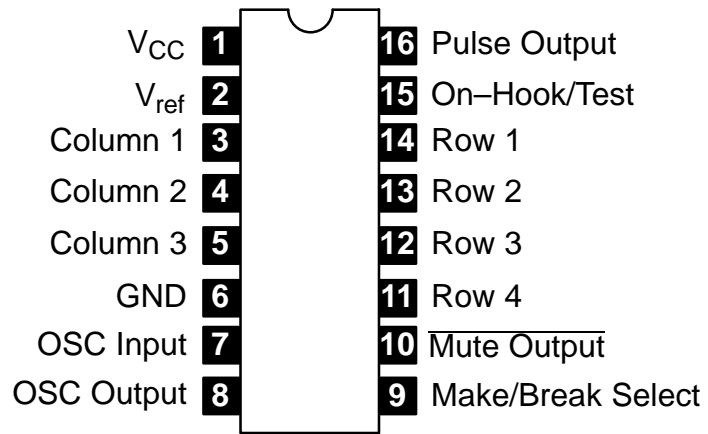 V_CC 1 16 Pulse Output
V_ref 2 15 On–Hook/Test
Column 1 3 14 Row 1
Column 2 4 13 Row 2
Column 3 5 12 Row 3
GND 6 11 Row 4
OSC Input 7 10 Mute Output
OSC Output 8 9 Make/Break Select